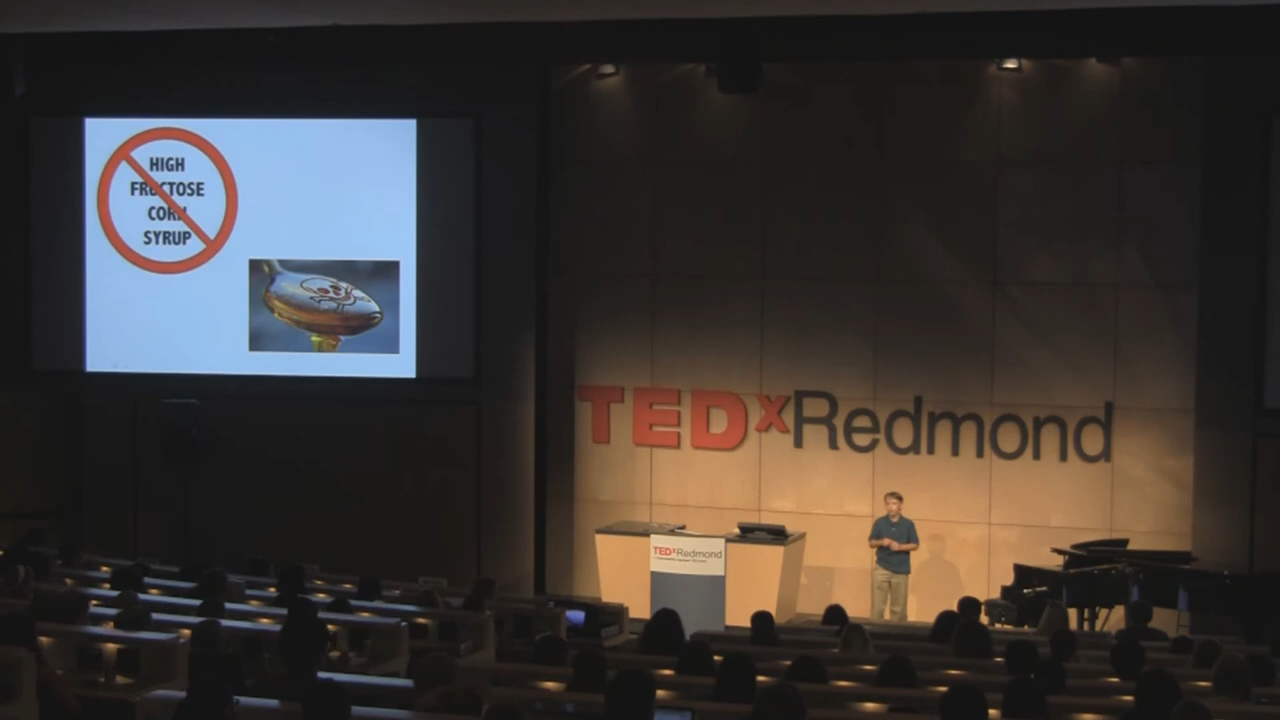 HIGH
FRUCTOSE
CORN
SYRUP
TEDxRedmond
TEDxRedmond